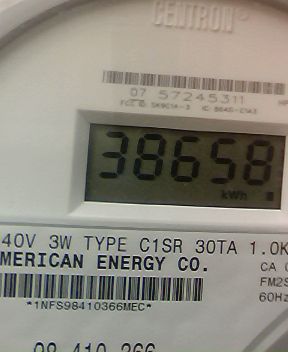 CENTRON®
07 57245311
38658
kWh
40V 3W TYPE C1SR 30TA 1.0K
MERICAN ENERGY CO.
CA 0
FM2S
60Hz
*1NFS98410366MEC*